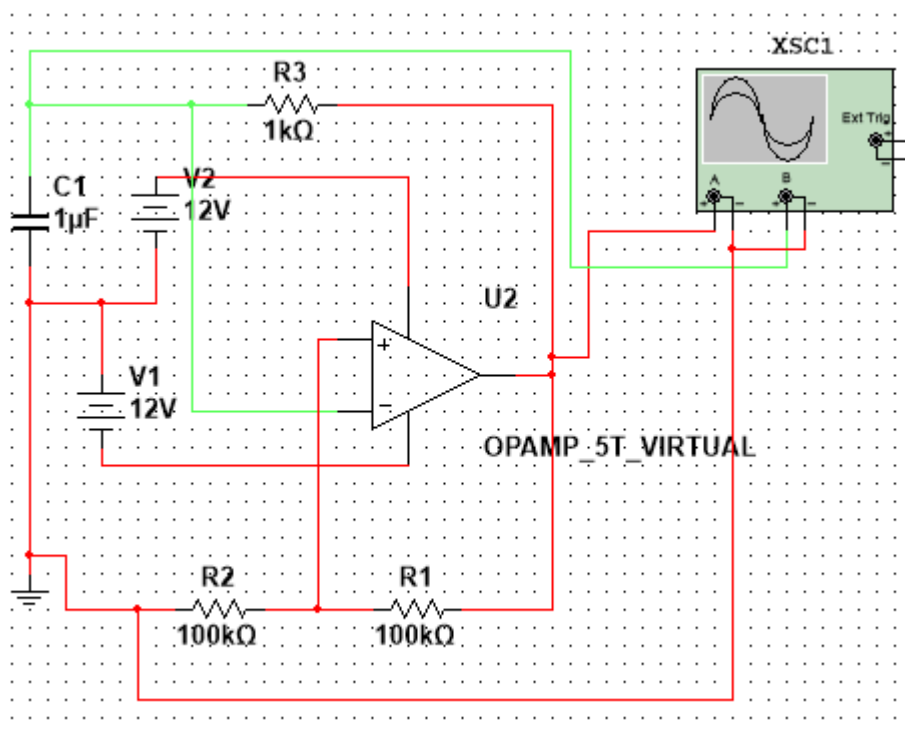 XSC1
R3
1kΩ
Ext Trig
+
−
A
B
+ − + −
C1
1µF
V2
12V
U2
+
−
V1
12V
OPAMP_5T_VIRTUAL
R2
100kΩ
R1
100kΩ